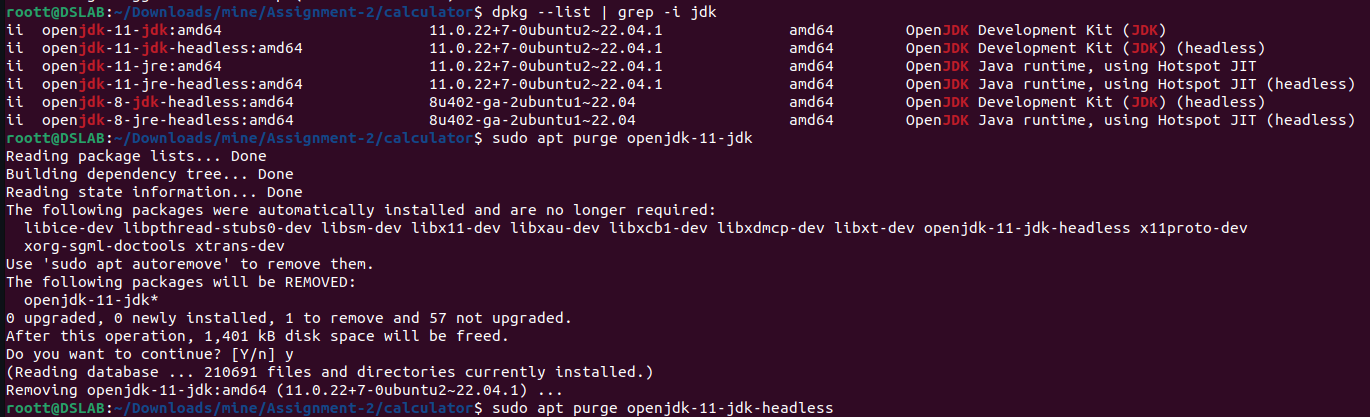 roott@DSLAB:~/Downloads/mine/Assignment-2/calculator$ dpkg --list | grep -i jdk
ii  openjdk-11-jdk:amd64                          11.0.22+7-0ubuntu2~22.04.1              amd64        OpenJDK Development Kit (JDK)
ii  openjdk-11-jdk-headless:amd64                 11.0.22+7-0ubuntu2~22.04.1              amd64        OpenJDK Development Kit (JDK) (headless)
ii  openjdk-11-jre:amd64                          11.0.22+7-0ubuntu2~22.04.1              amd64        OpenJDK Java runtime, using Hotspot JIT
ii  openjdk-11-jre-headless:amd64                 11.0.22+7-0ubuntu2~22.04.1              amd64        OpenJDK Java runtime, using Hotspot JIT (headless)
ii  openjdk-8-jdk-headless:amd64                  8u402-ga-2ubuntu1~22.04                 amd64        OpenJDK Development Kit (JDK) (headless)
ii  openjdk-8-jre-headless:amd64                  8u402-ga-2ubuntu1~22.04                 amd64        OpenJDK Java runtime, using Hotspot JIT (headless)
roott@DSLAB:~/Downloads/mine/Assignment-2/calculator$ sudo apt purge openjdk-11-jdk
Reading package lists... Done
Building dependency tree... Done
Reading state information... Done
The following packages were automatically installed and are no longer required:
  libice-dev libpthread-stubs0-dev libsm-dev libx11-dev libxau-dev libxcb1-dev libxdmcp-dev libxt-dev openjdk-11-jdk-headless x11proto-dev
  xorg-sgml-doctools xtrans-dev
Use 'sudo apt autoremove' to remove them.
The following packages will be REMOVED:
  openjdk-11-jdk*
0 upgraded, 0 newly installed, 1 to remove and 57 not upgraded.
After this operation, 1,401 kB disk space will be freed.
Do you want to continue? [Y/n] y
(Reading database ... 210691 files and directories currently installed.)
Removing openjdk-11-jdk:amd64 (11.0.22+7-0ubuntu2~22.04.1) ...
roott@DSLAB:~/Downloads/mine/Assignment-2/calculator$ sudo apt purge openjdk-11-jdk-headless